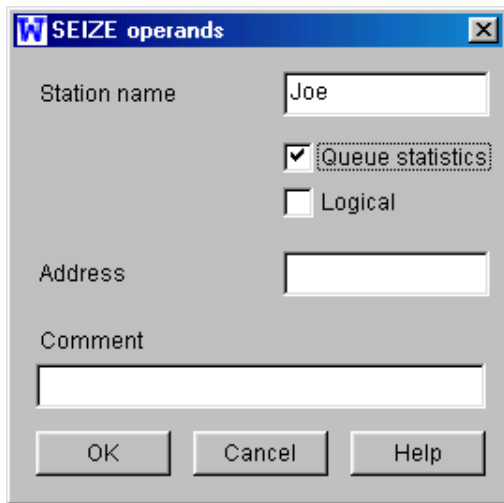 W SEIZE operands
Station name Joe
Queue statistics
Logical
Address
Comment
OK Cancel Help